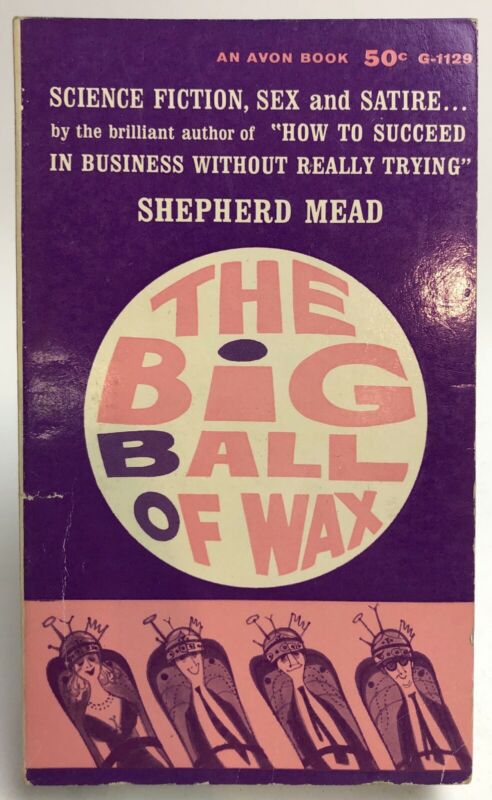 AN AVON BOOK 50c G-1129
SCIENCE FICTION, SEX and SATIRE...
by the brilliant author of "HOW TO SUCCEED
IN BUSINESS WITHOUT REALLY TRYING"
SHEPHERD MEAD
THE
BiG
BALL
OF WAX